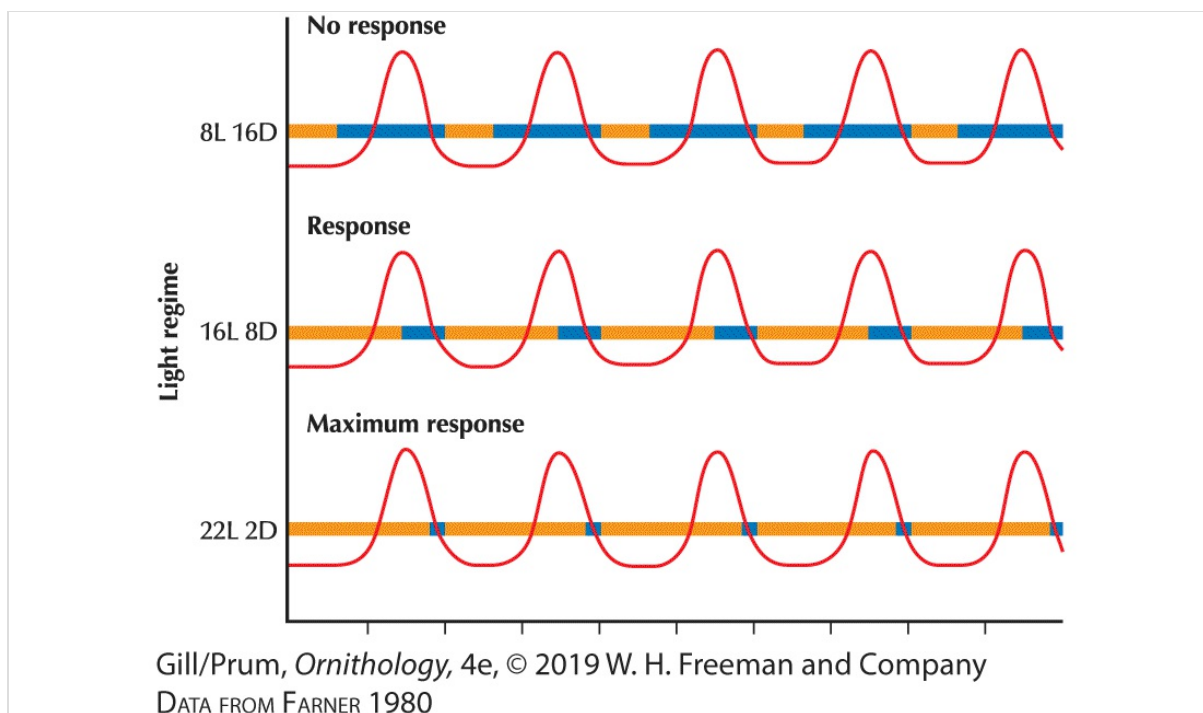 No response
8L 16D
Response
Light regime
16L 8D
Maximum response
22L 2D
Gill/Prum, Ornithology, 4e, © 2019 W. H. Freeman and Company
DATA FROM FARNER 1980